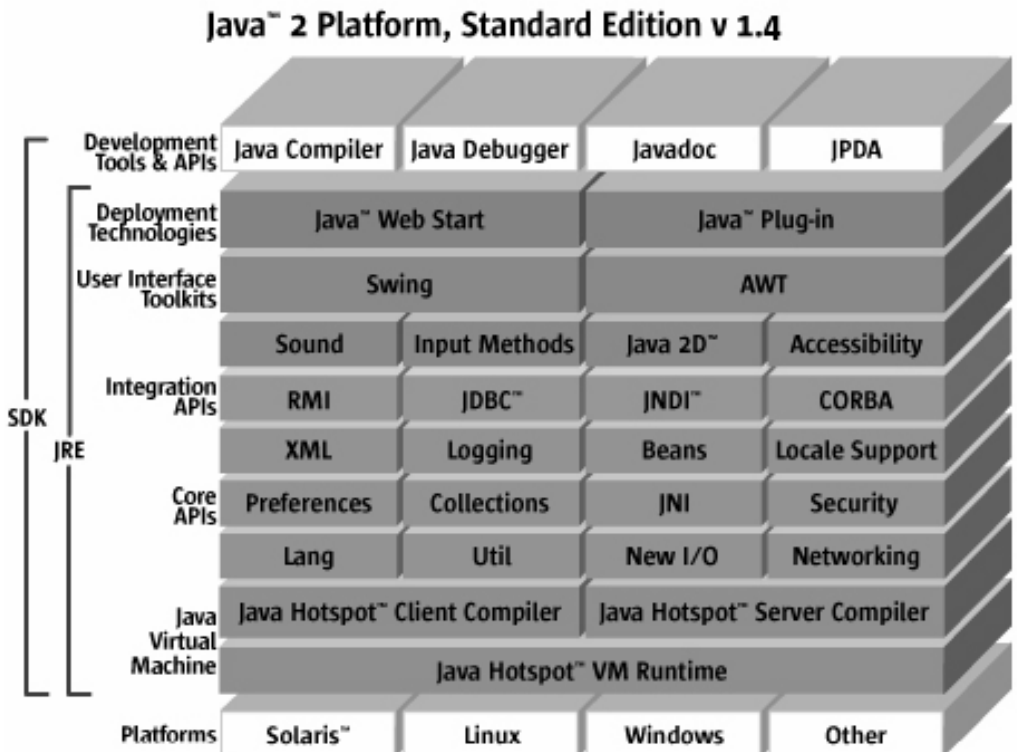 Java™ 2 Platform, Standard Edition v 1.4
Development
Tools & APIs
Java Compiler
Java Debugger
Javadoc
JPDA
Deployment
Technologies
Java™ Web Start
Java™ Plug-in
User Interface
Toolkits
Swing
AWT
Sound
Input Methods
Java 2D™
Accessibility
Integration
APIs
RMI
JDBC™
JNDI™
CORBA
SDK
JRE
XML
Logging
Beans
Locale Support
Core
APIs
Preferences
Collections
JNI
Security
Lang
Util
New I/O
Networking
Java
Virtual
Machine
Java Hotspot™ Client Compiler
Java Hotspot™ Server Compiler
Java Hotspot™ VM Runtime
Platforms
Solaris™
Linux
Windows
Other